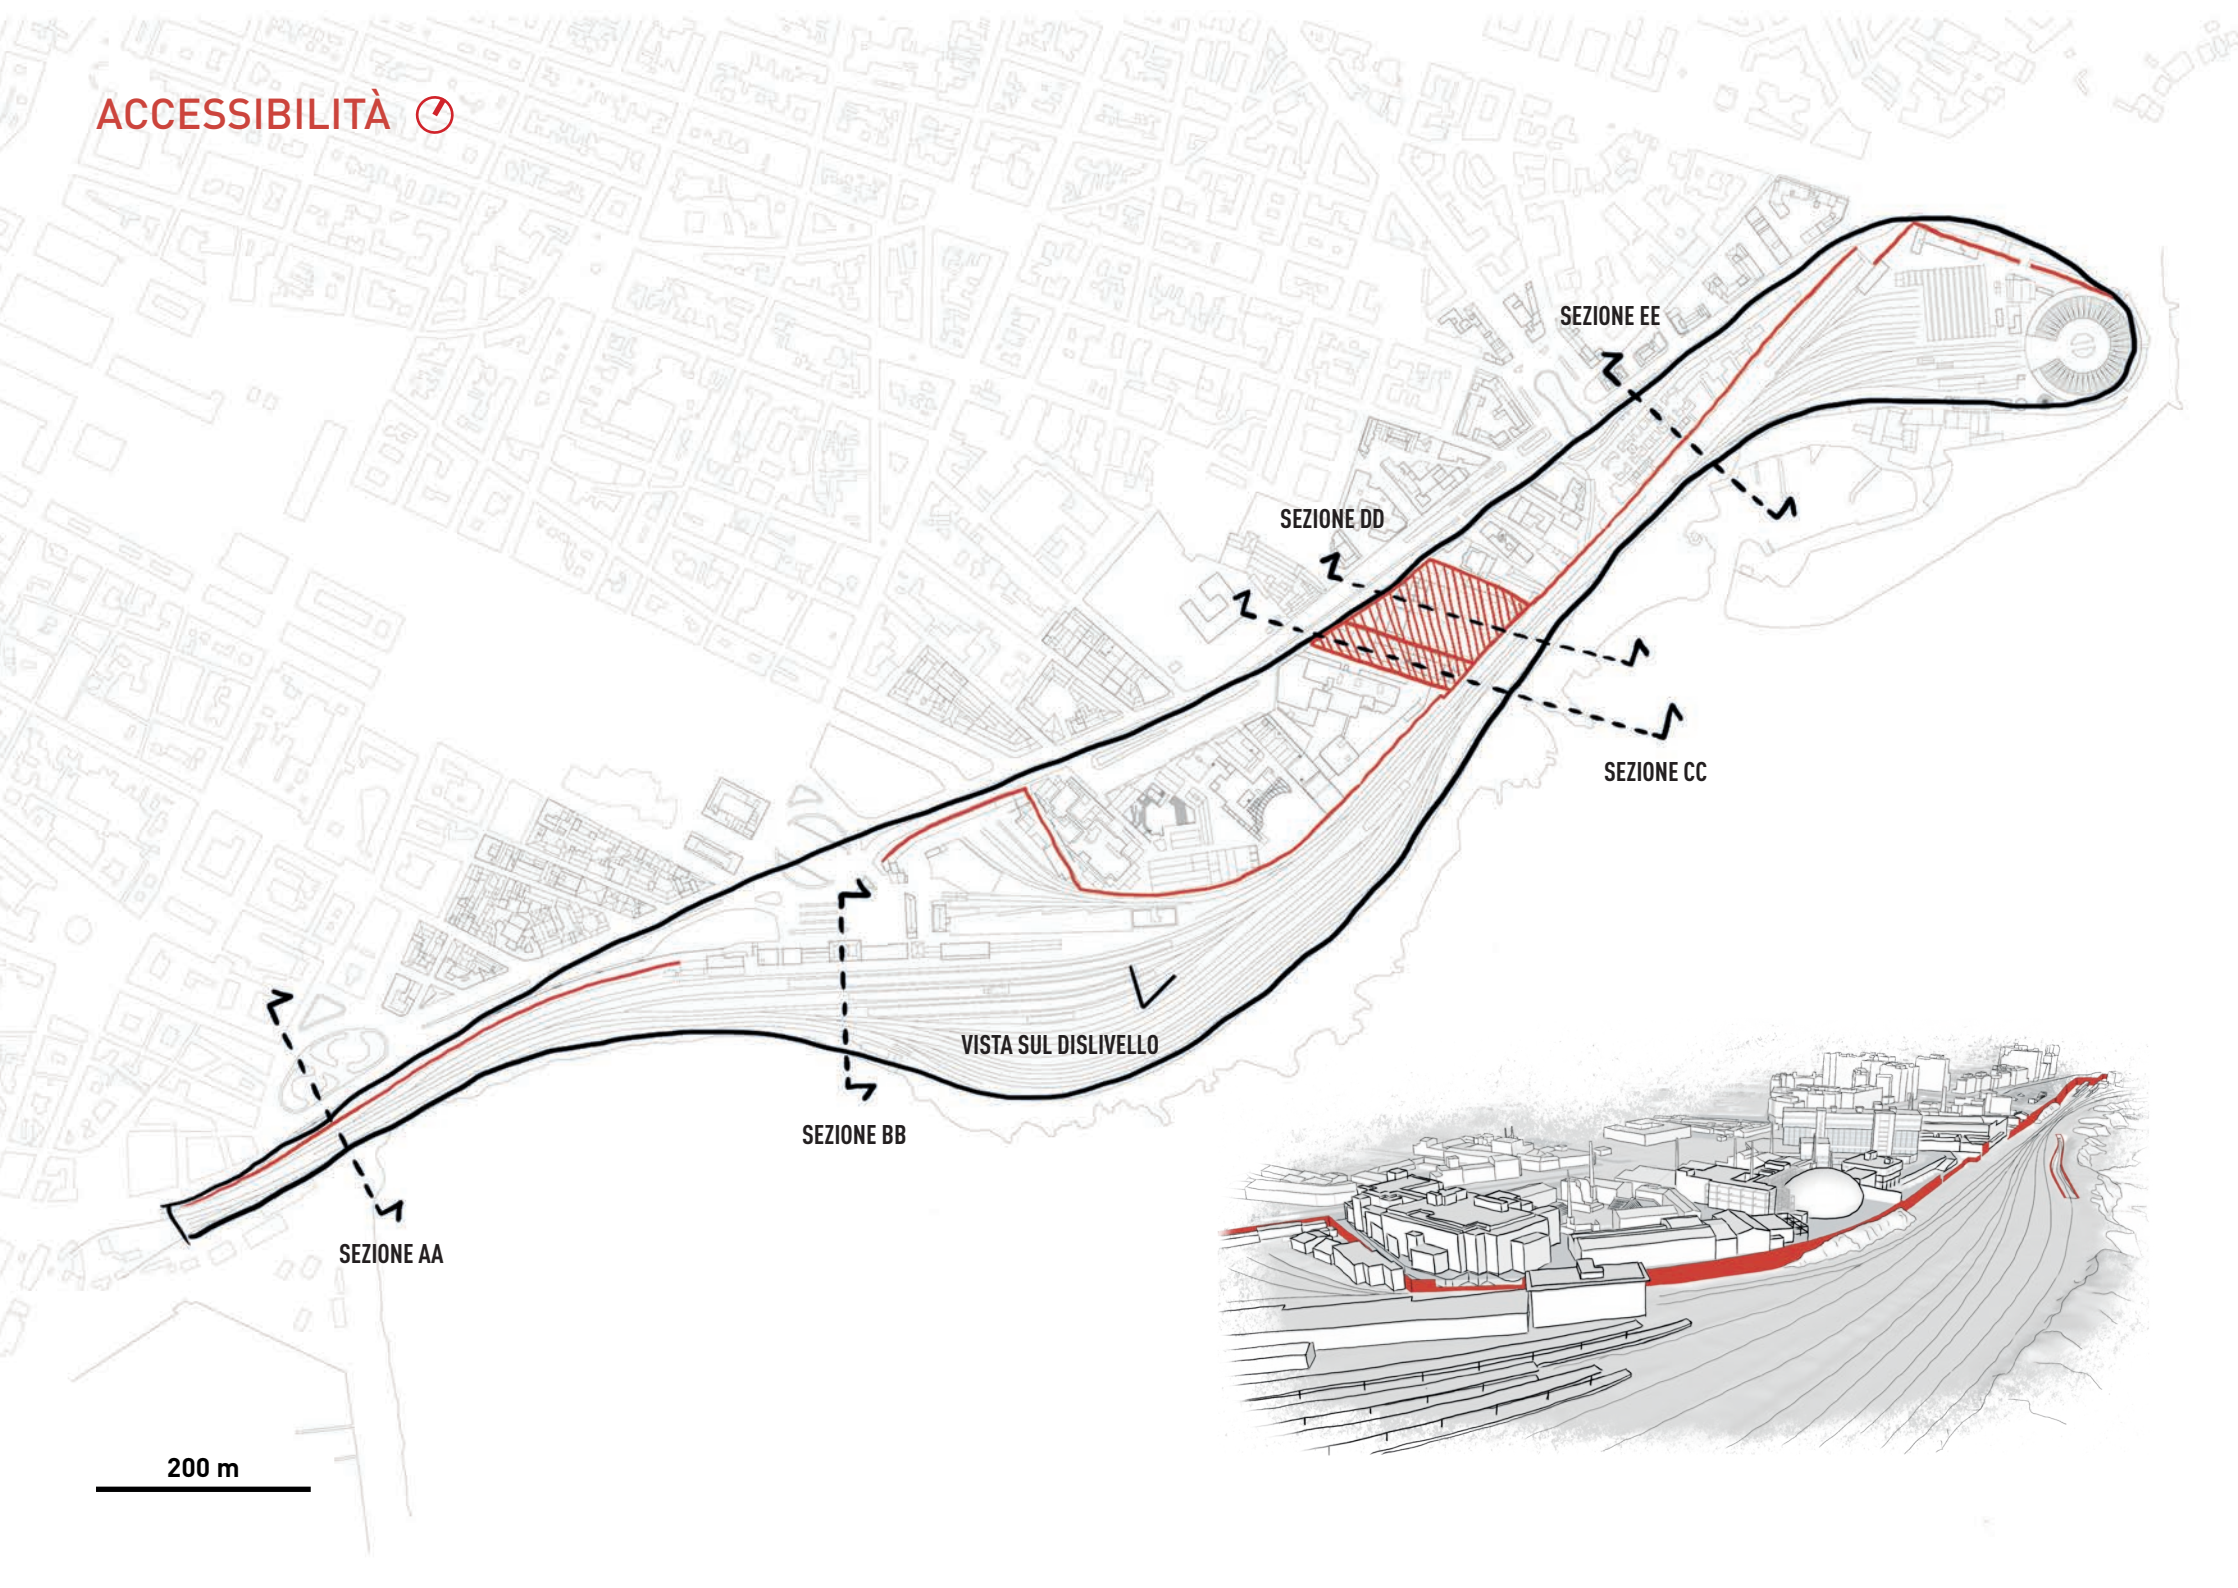 ACCESSIBILITÀ
SEZIONE EE
SEZIONE DD
SEZIONE CC
VISTA SUL DISLIVELLO
SEZIONE BB
SEZIONE AA
200 m